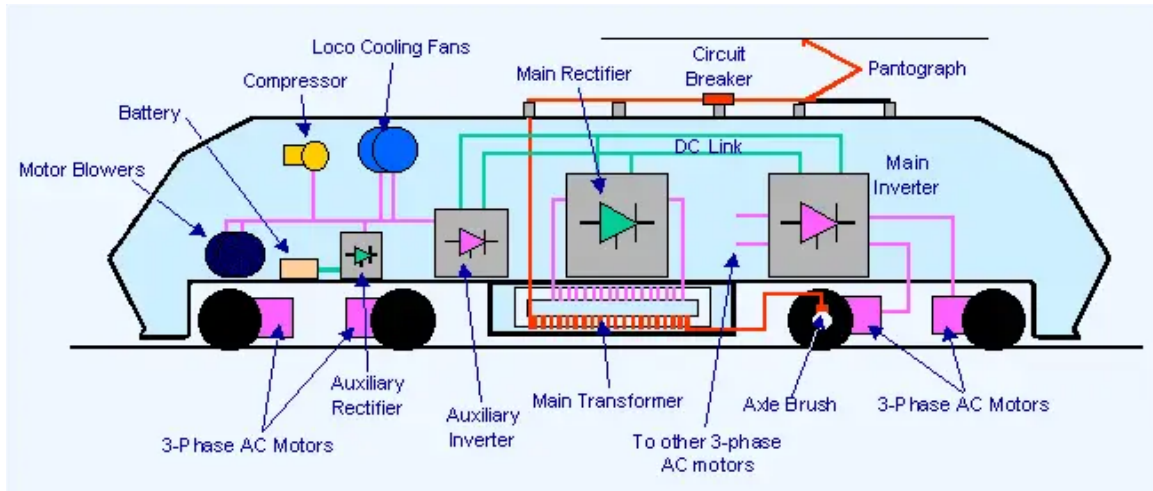 Loco Cooling Fans
Compressor
Battery
Motor Blowers
Main Rectifier
Circuit
Breaker
Pantograph
DC Link
Main
Inverter
Auxiliary
Rectifier
3-Phase AC Motors
Auxiliary
Inverter
Main Transformer
To other 3-phase
AC motors
Axle Brush
3-Phase AC Motors